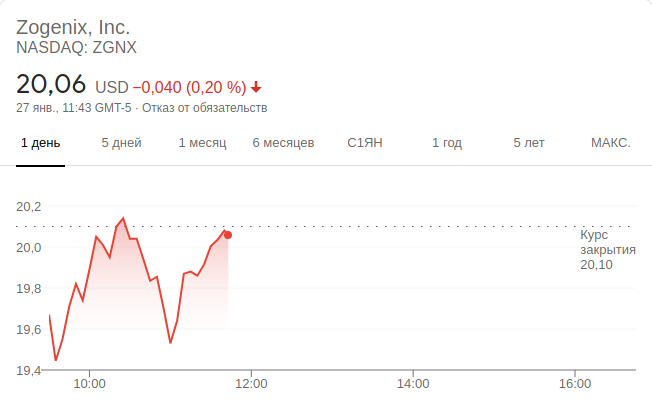 Zogenix, Inc.
NASDAQ: ZGNX
20,06 USD −0,040 (0,20 %)
27 янв., 11:43 GMT-5 · Отказ от обязательств
1 день 5 дней 1 месяц 6 месяцев С1ЯН 1 год 5 лет МАКС.
20,2
Курс
закрытия
20,10
20,0
19,8
19,6
19,4
10:00 12:00 14:00 16:00